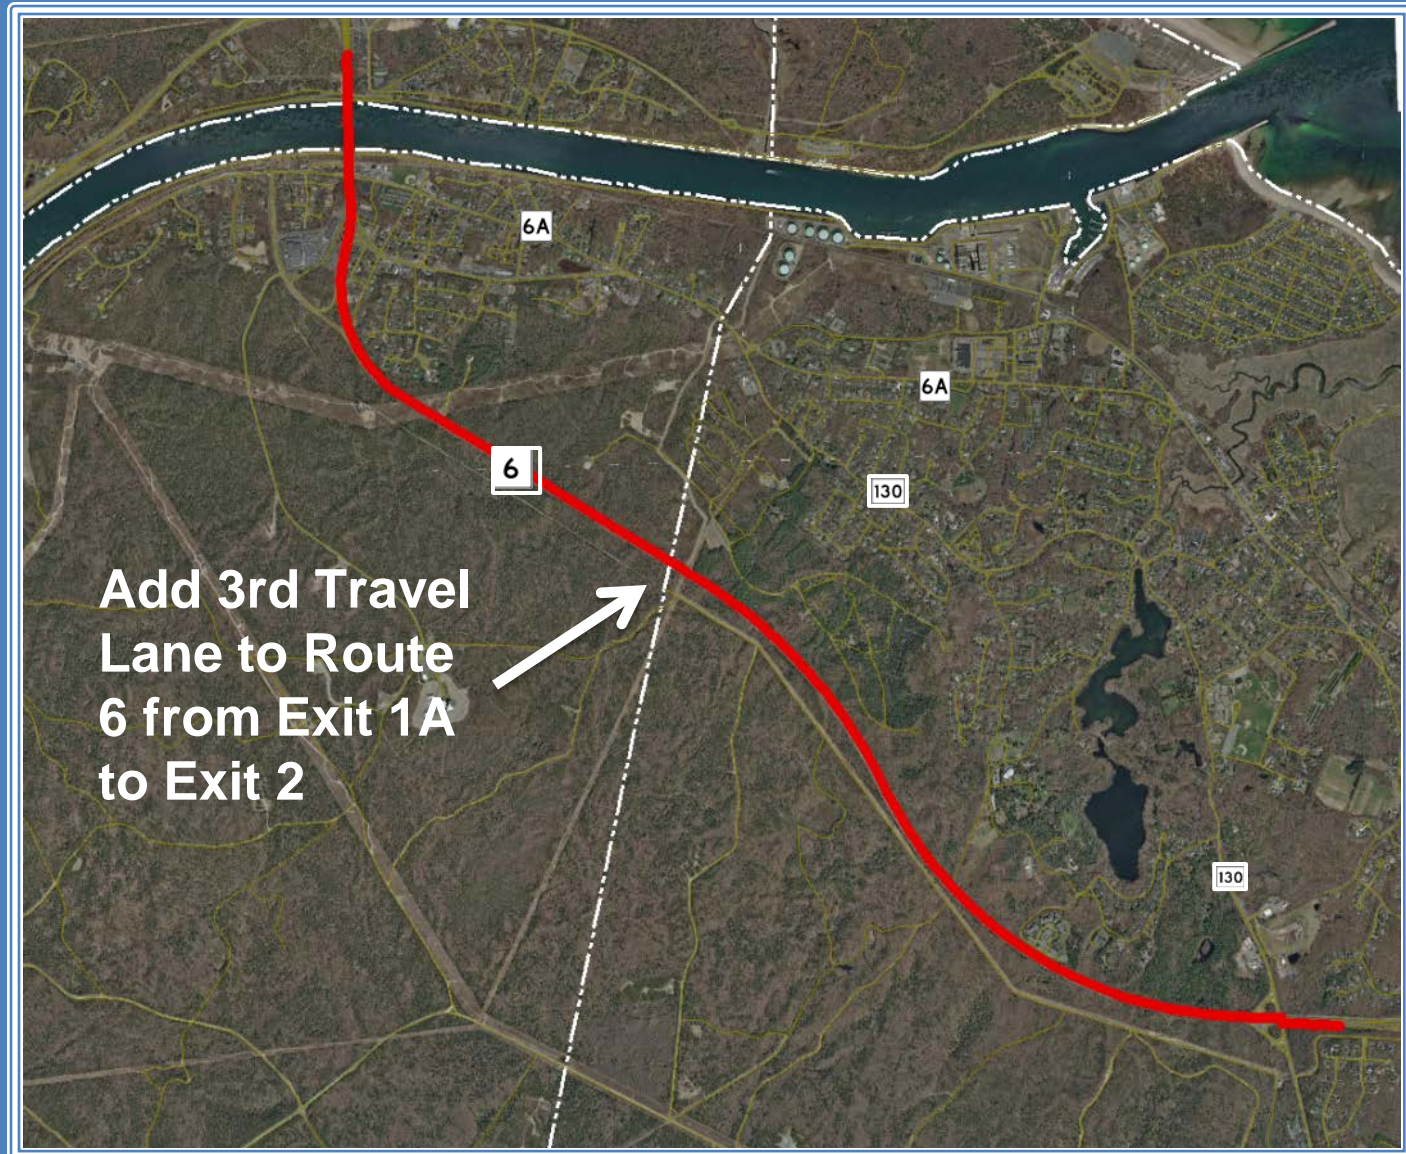 6A
6A
6
130
Add 3rd Travel
Lane to Route
6 from Exit 1A
to Exit 2
130